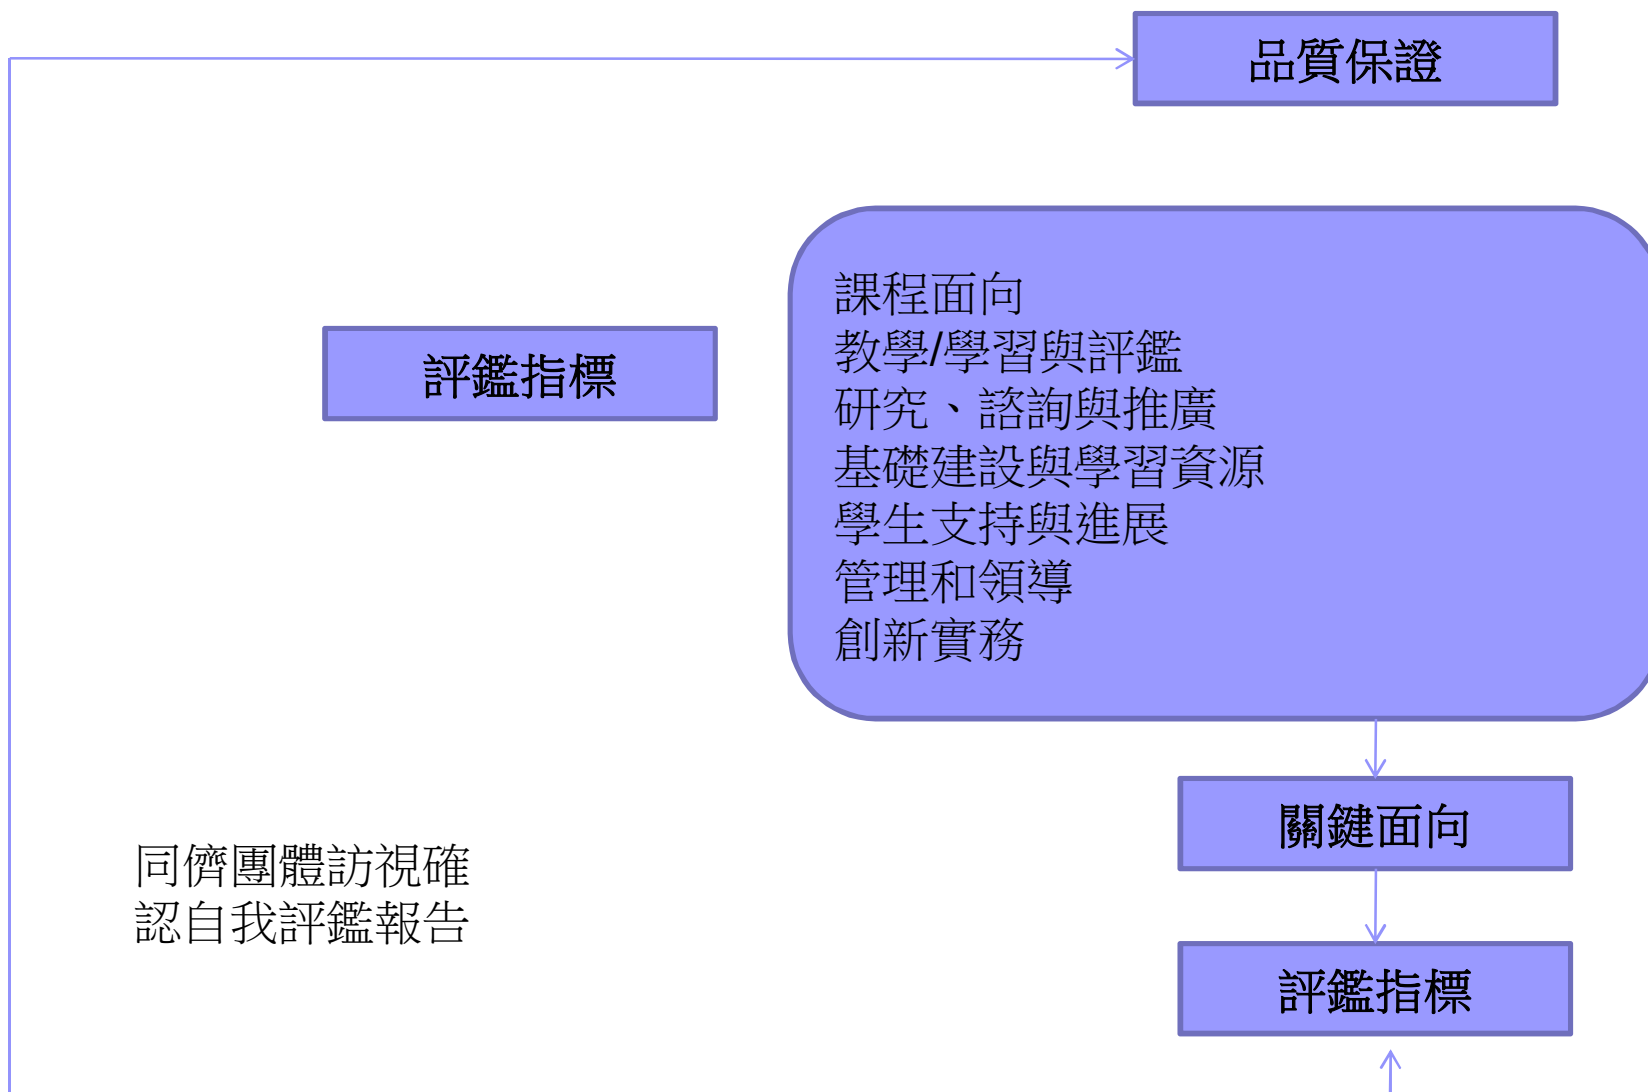 品質保證
課程面向
教學/學習與評鑑
研究、諮詢與推廣
基礎建設與學習資源
學生支持與進展
管理和領導
創新實務
評鑑指標
關鍵面向
同儕團體訪視確
認自我評鑑報告
評鑑指標